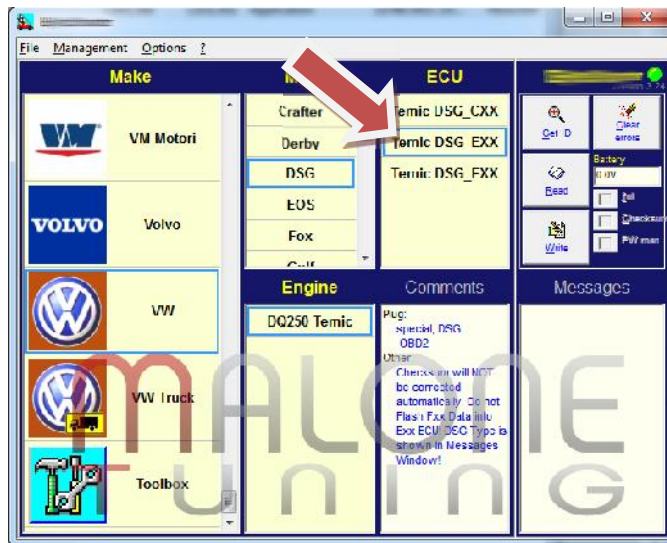 File Management Options ?
Make
ECU
VM Motori
VOLVO
Volvo
VW
VW Truck
Toolbox
Crafter
Derby
DSG
EOS
Fox
Temic DSG_CXX
Temic DSG_EXX
Temic DSG_FXX
Engine
DQ250 Temic
Comments
Plug:
special, DSG
OBD2
Other
Checksum will NOT
be corrected
automatically. Do not
Flash Fxx Data into
Exx ECU! DSG Type is
shown in Messages
Window!
Get ID
Clear
errors
Read
Battery
0.0V
Write
Checksum
Messages
MALONE
Tuning